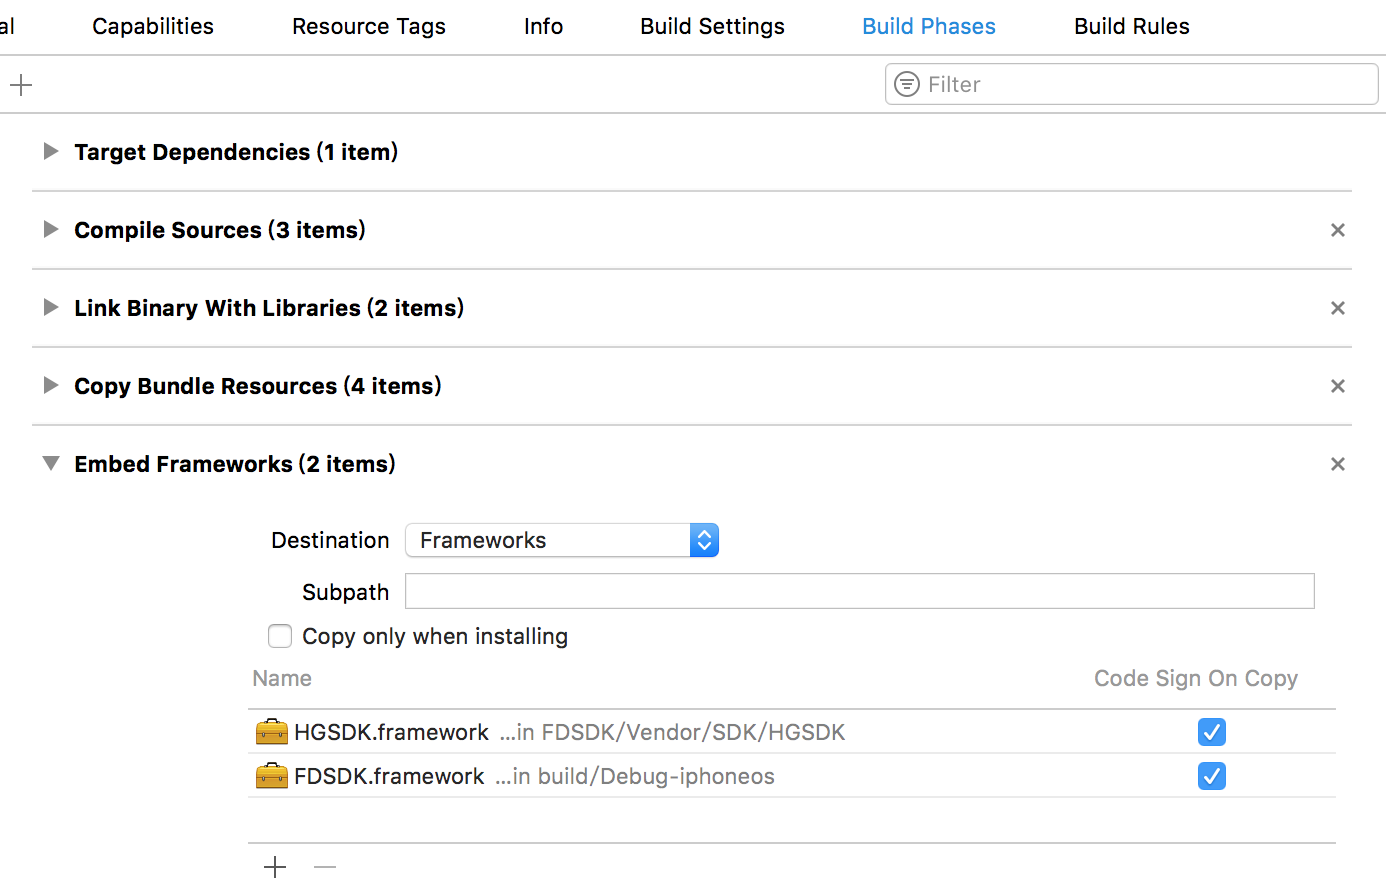 al Capabilities Resource Tags Info Build Settings Build Phases Build Rules
Filter
Target Dependencies (1 item)
Compile Sources (3 items)
Link Binary With Libraries (2 items)
Copy Bundle Resources (4 items)
Embed Frameworks (2 items)
Destination Frameworks
Subpath
Copy only when installing
Name Code Sign On Copy
HGSDK.framework ...in FDSDK/Vendor/SDK/HGSDK
FDSDK.framework ...in build/Debug-iphoneos